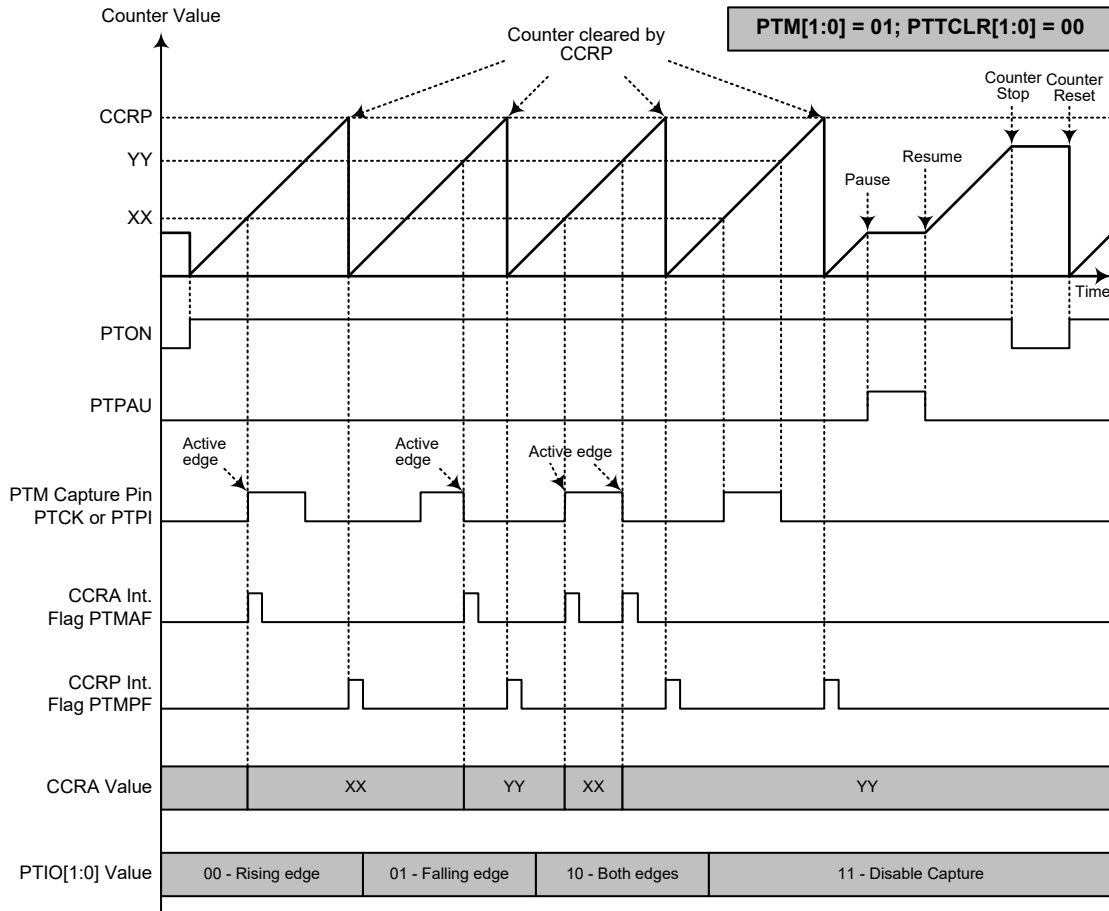 Counter Value
PTM[1:0] = 01; PTTCLR[1:0] = 00
Counter cleared by
CCRP
Counter
Stop
Counter
Reset
CCRP
YY
XX
Resume
Pause
Time
PTON
PTPAU
Active
edge
Active
edge
Active edge
PTM Capture Pin
PTCK or PTPI
CCRA Int.
Flag PTMAF
CCRP Int.
Flag PTMPF
CCRA Value
XX
YY
XX
YY
PTIO[1:0] Value
00 - Rising edge
01 - Falling edge
10 - Both edges
11 - Disable Capture